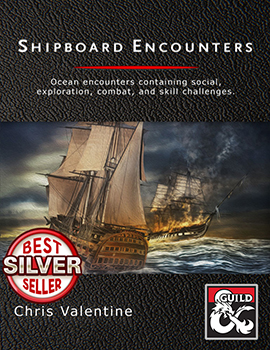 SHIPBOARD ENCOUNTERS
Ocean encounters containing social,
exploration, combat, and skill challenges.
BEST
SILVER
SELLER
Chris Valentine
GUILD